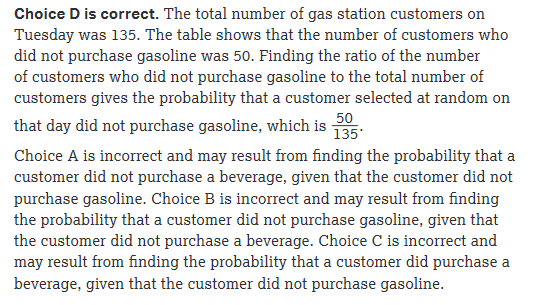 Choice D is correct. The total number of gas station customers on
Tuesday was 135. The table shows that the number of customers who
did not purchase gasoline was 50. Finding the ratio of the number
of customers who did not purchase gasoline to the total number of
customers gives the probability that a customer selected at random on
that day did not purchase gasoline, which is 50/135.
Choice A is incorrect and may result from finding the probability that a
customer did not purchase a beverage, given that the customer did not
purchase gasoline. Choice B is incorrect and may result from finding
the probability that a customer did not purchase gasoline, given that
the customer did not purchase a beverage. Choice C is incorrect and
may result from finding the probability that a customer did purchase a
beverage, given that the customer did not purchase gasoline.